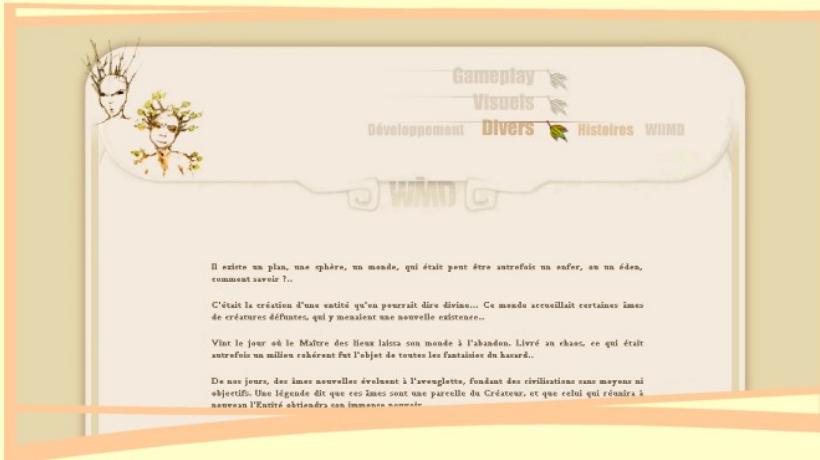 Gameplay
Visuels
Développement Divers Histoires WIIMD
WiMD
Il existe un plan, une sphère, un monde, qui était peut être autrefois un enfer, ou un éden,
comment savoir ?..
C'était la création d'une entité qu'on pourrait dire divine... Ce monde accueillait certaines âmes
de créatures défuntes, qui y menaient une nouvelle existence..
Vint le jour où le Maître des lieux laissa son monde à l'abandon. Livré au chaos, ce qui était
autrefois un milieu cohérent fut l'objet de toutes les fantaisies du hasard..
De nos jours, des âmes nouvelles évoluent à l'aveuglette, fondant des civilisations sans moyens ni
objectifs. Une légende dit que ces âmes sont une parcelle du Créateur, et que celui qui réunira à
nouveau l'Entité obtiendra son immense pouvoir